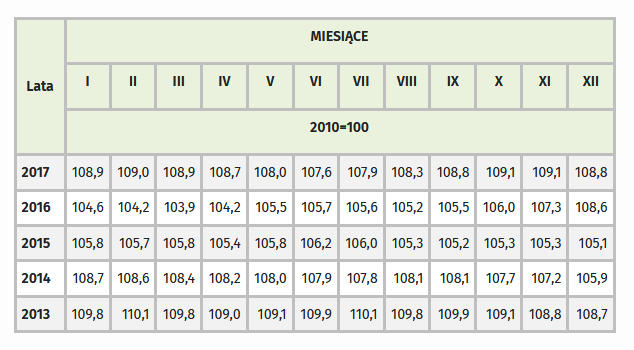 MIESIĄCE
Lata I II III IV V VI VII VIII IX X XI XII
2010=100
2017 108,9 109,0 108,9 108,7 108,0 107,6 107,9 108,3 108,8 109,1 109,1 108,8
2016 104,6 104,2 103,9 104,2 105,5 105,7 105,6 105,2 105,5 106,0 107,3 108,6
2015 105,8 105,7 105,8 105,4 105,8 106,2 106,0 105,3 105,2 105,3 105,3 105,1
2014 108,7 108,6 108,4 108,2 108,0 107,9 107,8 108,1 108,1 107,7 107,2 105,9
2013 109,8 110,1 109,8 109,0 109,1 109,9 110,1 109,8 109,9 109,1 108,8 108,7